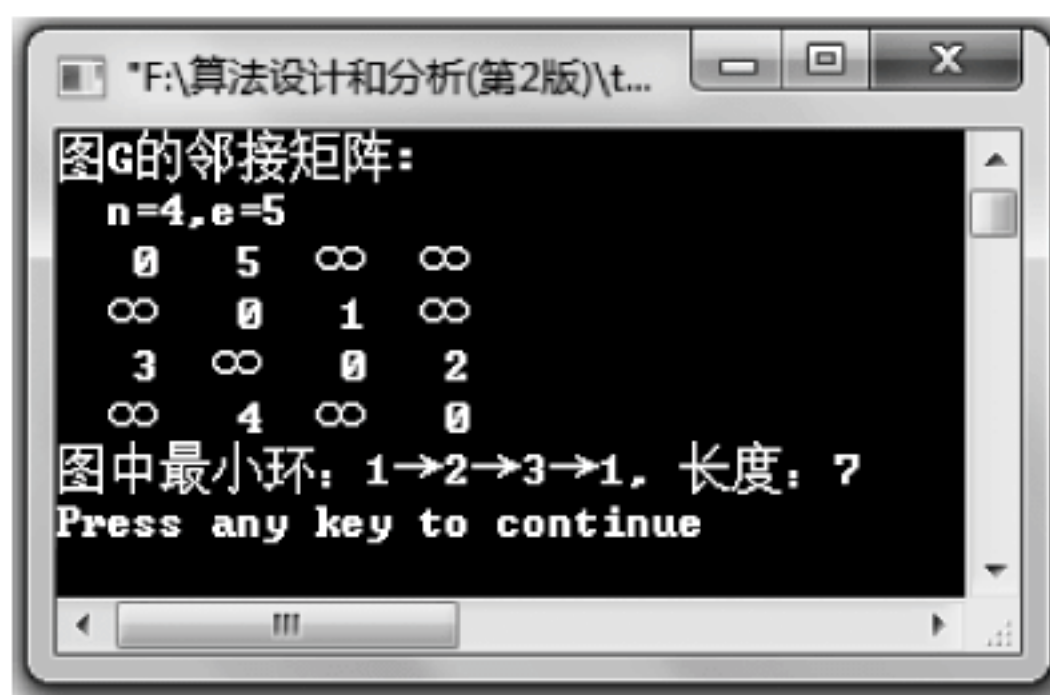 "F:\算法设计和分析(第2版)\t...
图G的邻接矩阵:
n=4,e=5
0 5 ∞ ∞
∞ 0 1 ∞
3 ∞ 0 2
∞ 4 ∞ 0
图中最小环: 1→2→3→1, 长度: 7
Press any key to continue